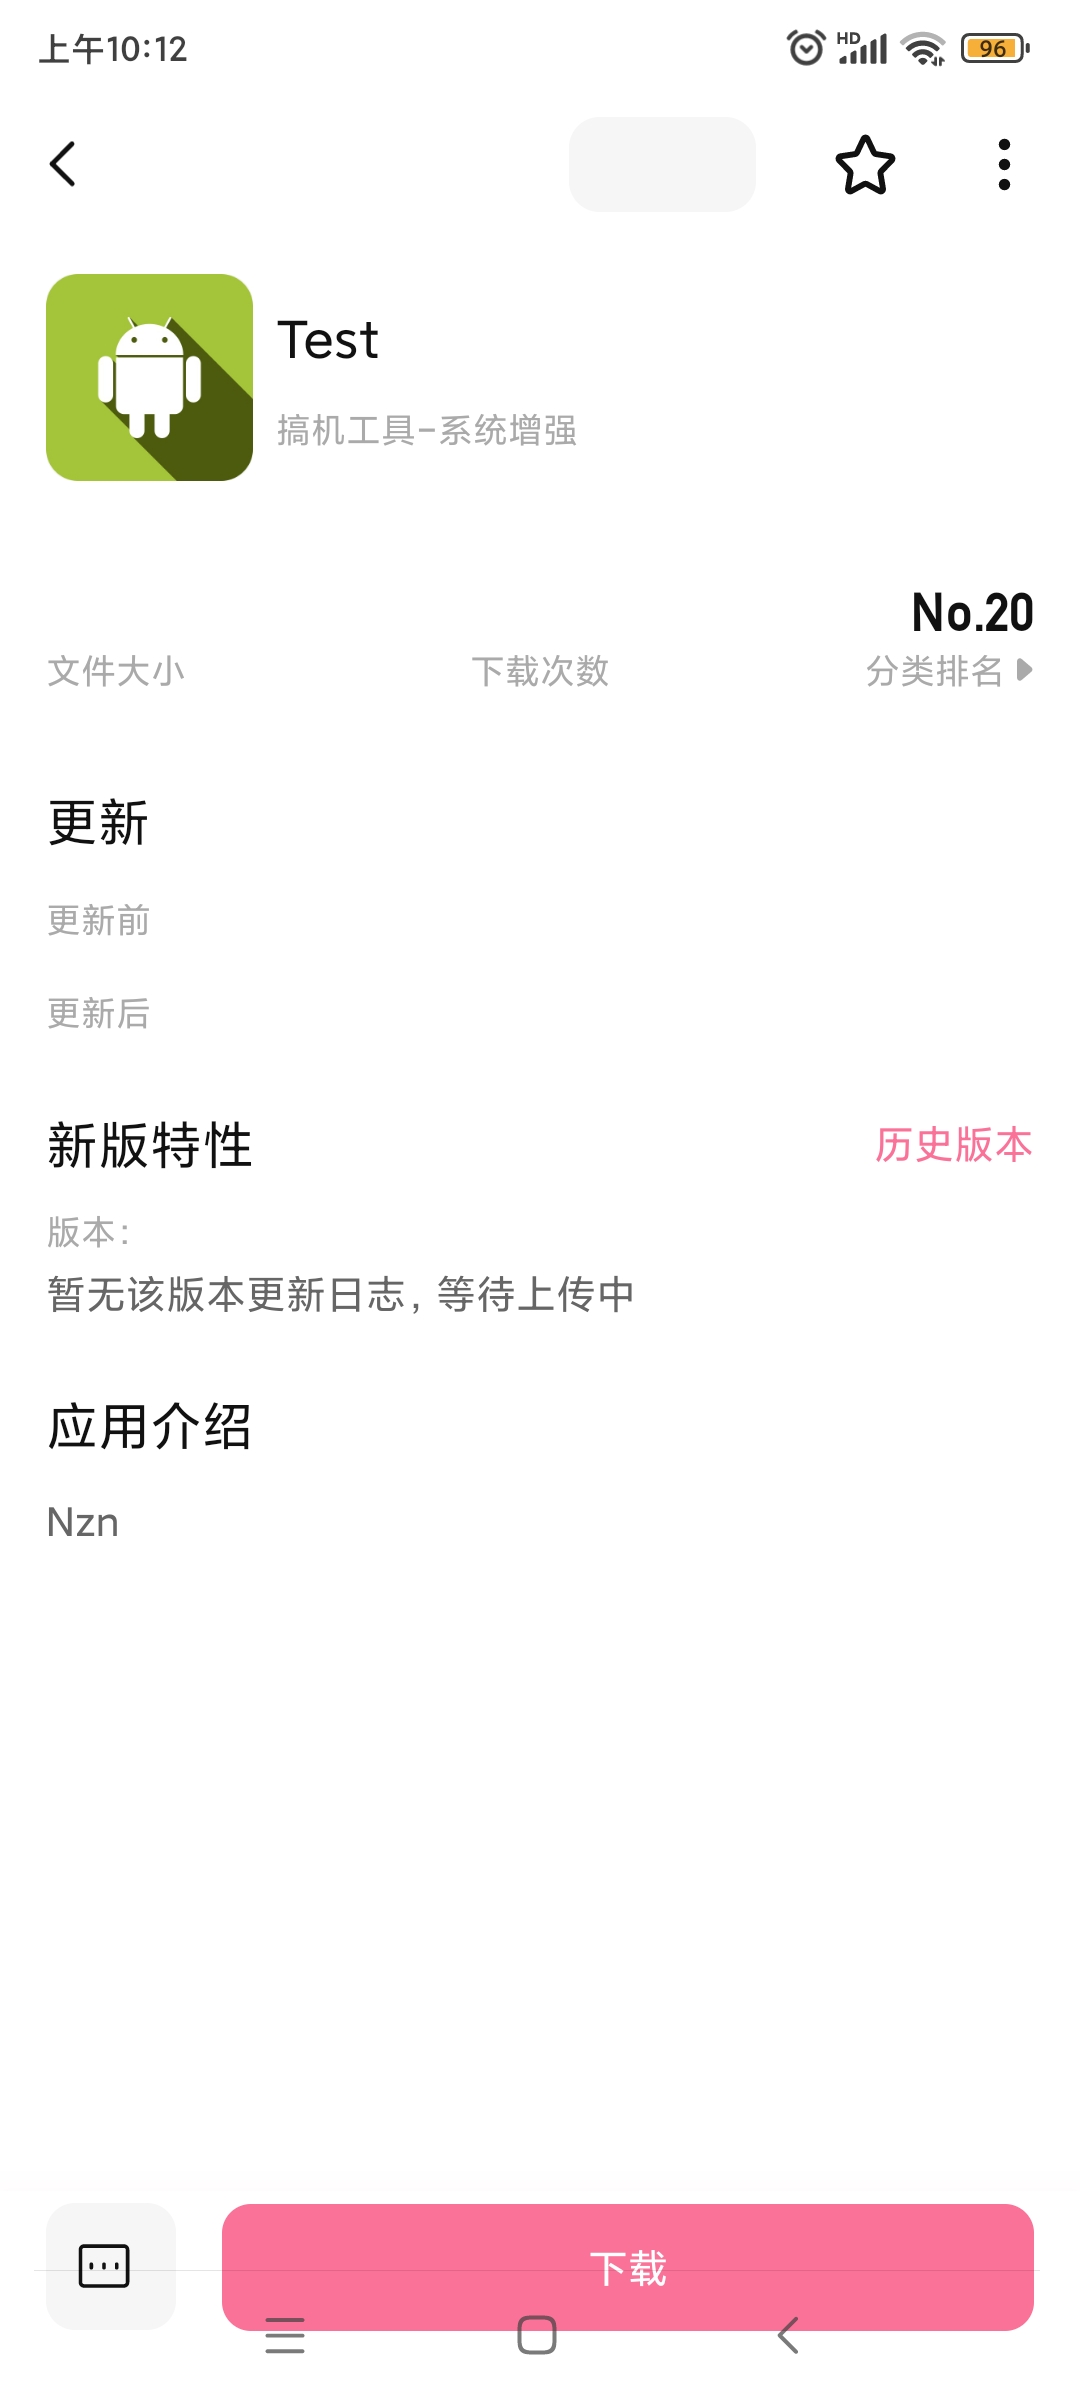 上午10:12
HD
96
Test
搞机工具-系统增强
No.20
文件大小 下载次数 分类排名
更新
更新前
更新后
新版特性 历史版本
版本:
暂无该版本更新日志, 等待上传中
应用介绍
Nzn
下载